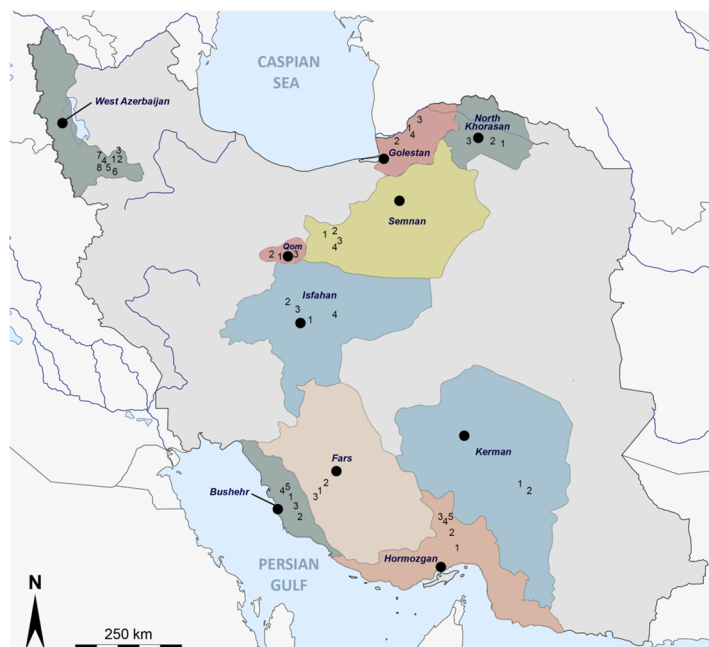 CASPIAN
SEA
West Azerbaijan
3
7 12
4
8 5 6
3
1
4
2
Golestan
North
Khorasan
3 2 1
Semnan
1 2
3
4
Qom
2 1 3
Isfahan
2
3
1 4
Fars
2
1
3
Kerman
1
2
Bushehr
4 5
1
3
2
3 5
4
2
1
Hormozgan
PERSIAN
GULF
N
250 km